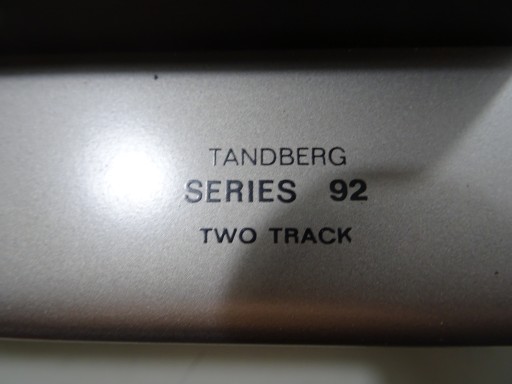 TANDBERG
SERIES 92
TWO TRACK